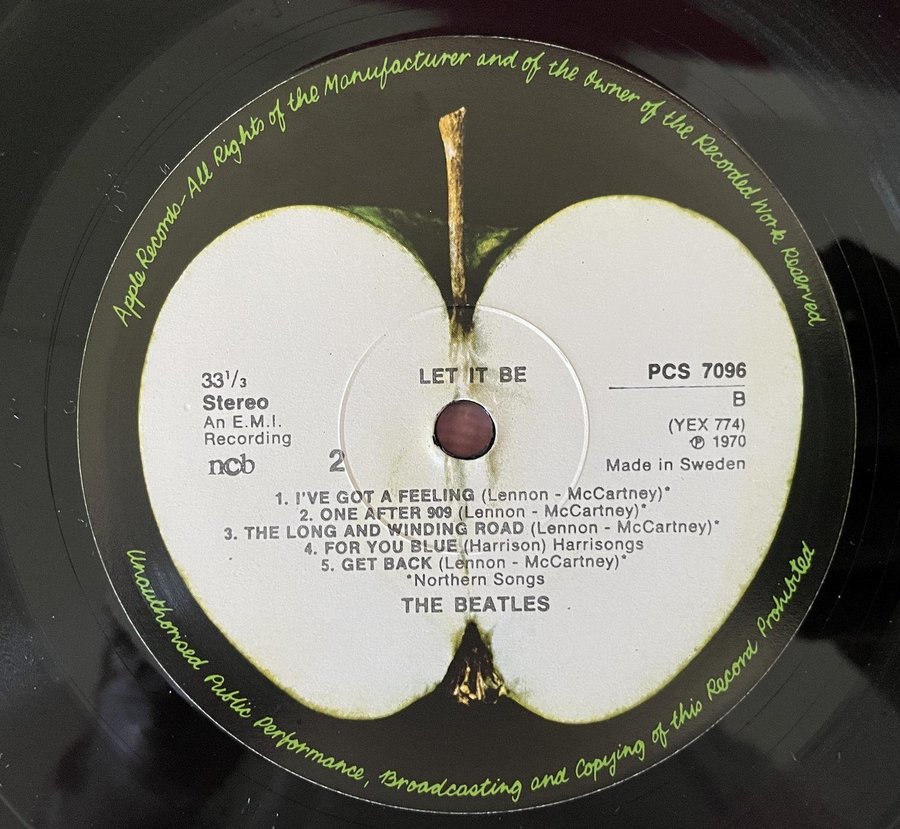 Apple Records-All Rights of the Manufacturer and of the Owner of the Recorded Work Reserved
LET IT BE
33¹/₃
Stereo
An E.M.I.
Recording
ncb
2
PCS 7096
B
(YEX 774)
℗ 1970
Made in Sweden
1. I'VE GOT A FEELING (Lennon - McCartney)*
2. ONE AFTER 909 (Lennon - McCartney)*
3. THE LONG AND WINDING ROAD (Lennon - McCartney)*
4. FOR YOU BLUE (Harrison) Harrisongs
5. GET BACK (Lennon - McCartney)*
*Northern Songs
THE BEATLES
Unauthorised Public Performance, Broadcasting and Copying of this Record Prohibited